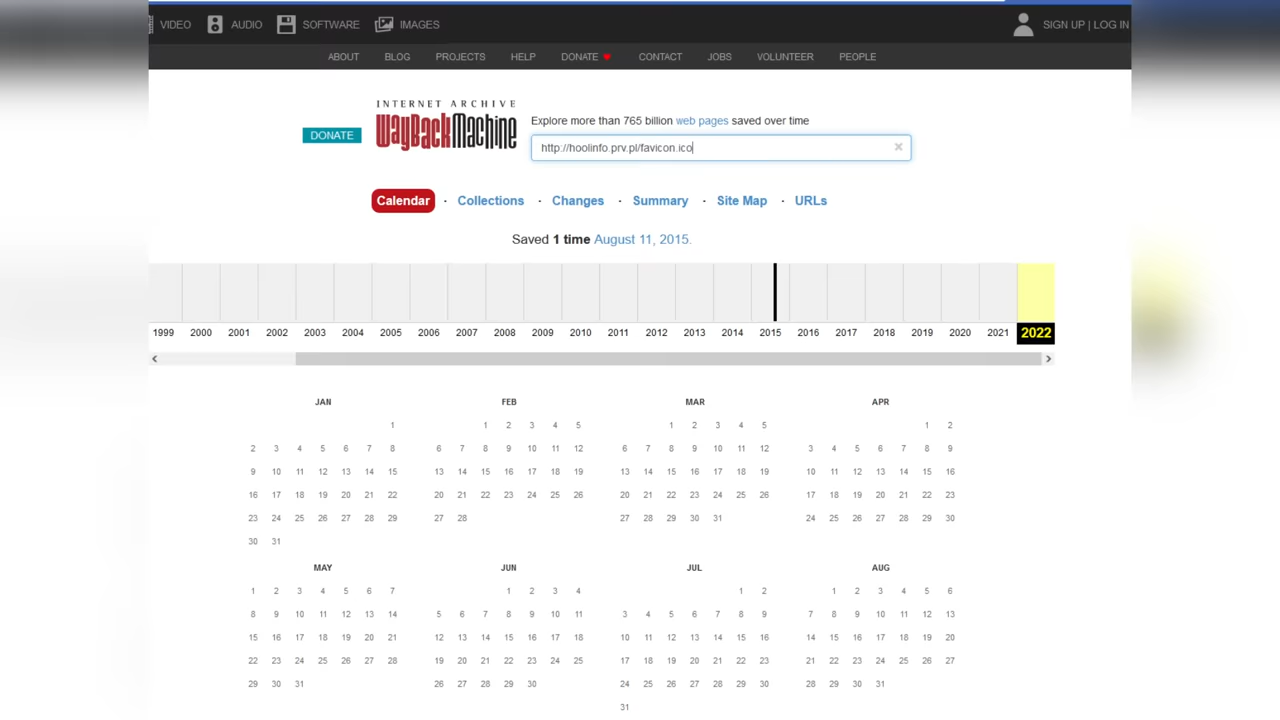 VIDEO AUDIO SOFTWARE IMAGES SIGN UP | LOG IN
ABOUT BLOG PROJECTS HELP DONATE CONTACT JOBS VOLUNTEER PEOPLE
INTERNET ARCHIVE
WayBackMachine
DONATE
Explore more than 765 billion web pages saved over time
http://hoolinfo.prv.pl/favicon.ico ×
Calendar · Collections · Changes · Summary · Site Map · URLs
Saved 1 time August 11, 2015.
1999 2000 2001 2002 2003 2004 2005 2006 2007 2008 2009 2010 2011 2012 2013 2014 2015 2016 2017 2018 2019 2020 2021 2022
JAN
1
2 3 4 5 6 7 8
9 10 11 12 13 14 15
16 17 18 19 20 21 22
23 24 25 26 27 28 29
30 31
FEB
1 2 3 4 5
6 7 8 9 10 11 12
13 14 15 16 17 18 19
20 21 22 23 24 25 26
27 28
MAR
1 2 3 4 5
6 7 8 9 10 11 12
13 14 15 16 17 18 19
20 21 22 23 24 25 26
27 28 29 30 31
APR
1 2
3 4 5 6 7 8 9
10 11 12 13 14 15 16
17 18 19 20 21 22 23
24 25 26 27 28 29 30
MAY
1 2 3 4 5 6 7
8 9 10 11 12 13 14
15 16 17 18 19 20 21
22 23 24 25 26 27 28
29 30 31
JUN
1 2 3 4
5 6 7 8 9 10 11
12 13 14 15 16 17 18
19 20 21 22 23 24 25
26 27 28 29 30
JUL
1 2
3 4 5 6 7 8 9
10 11 12 13 14 15 16
17 18 19 20 21 22 23
24 25 26 27 28 29 30
31
AUG
1 2 3 4 5 6
7 8 9 10 11 12 13
14 15 16 17 18 19 20
21 22 23 24 25 26 27
28 29 30 31